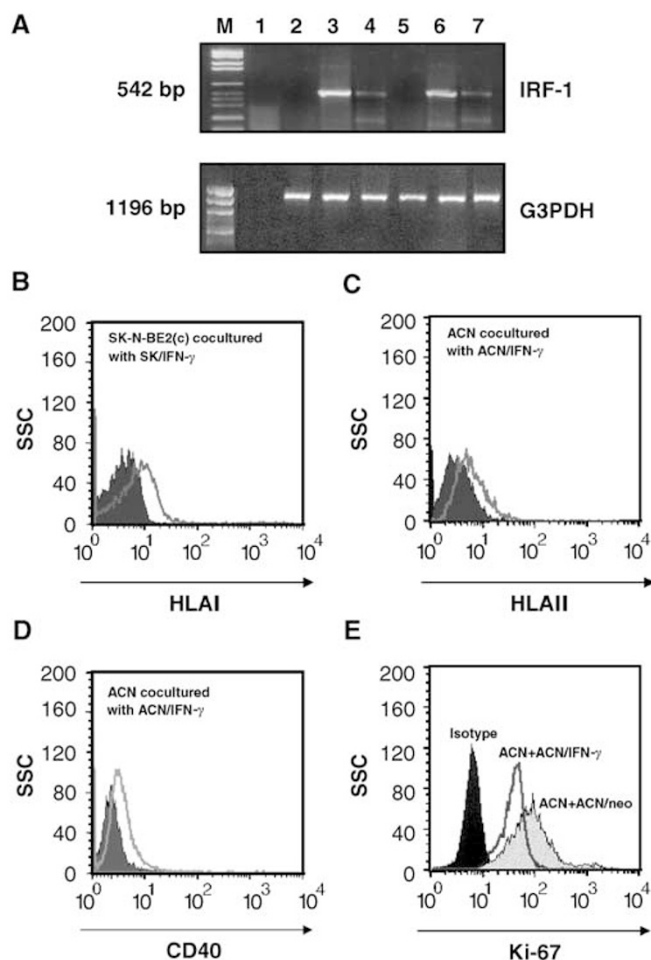 A
M 1 2 3 4 5 6 7
542 bp
IRF-1
1196 bp
G3PDH
B
200
160
120
80
40
0
SSC
SK-N-BE2(c) cocultured
with SK/IFN-γ
10^0 10^1 10^2 10^3 10^4
HLAI
C
200
160
120
80
40
0
SSC
ACN cocultured
with ACN/IFN-γ
10^0 10^1 10^2 10^3 10^4
HLAII
D
200
160
120
80
40
0
SSC
ACN cocultured
with ACN/IFN-γ
10^0 10^1 10^2 10^3 10^4
CD40
E
200
160
120
80
40
0
SSC
Isotype
ACN+ACN/IFN-γ
ACN+ACN/neo
10^0 10^1 10^2 10^3 10^4
Ki-67